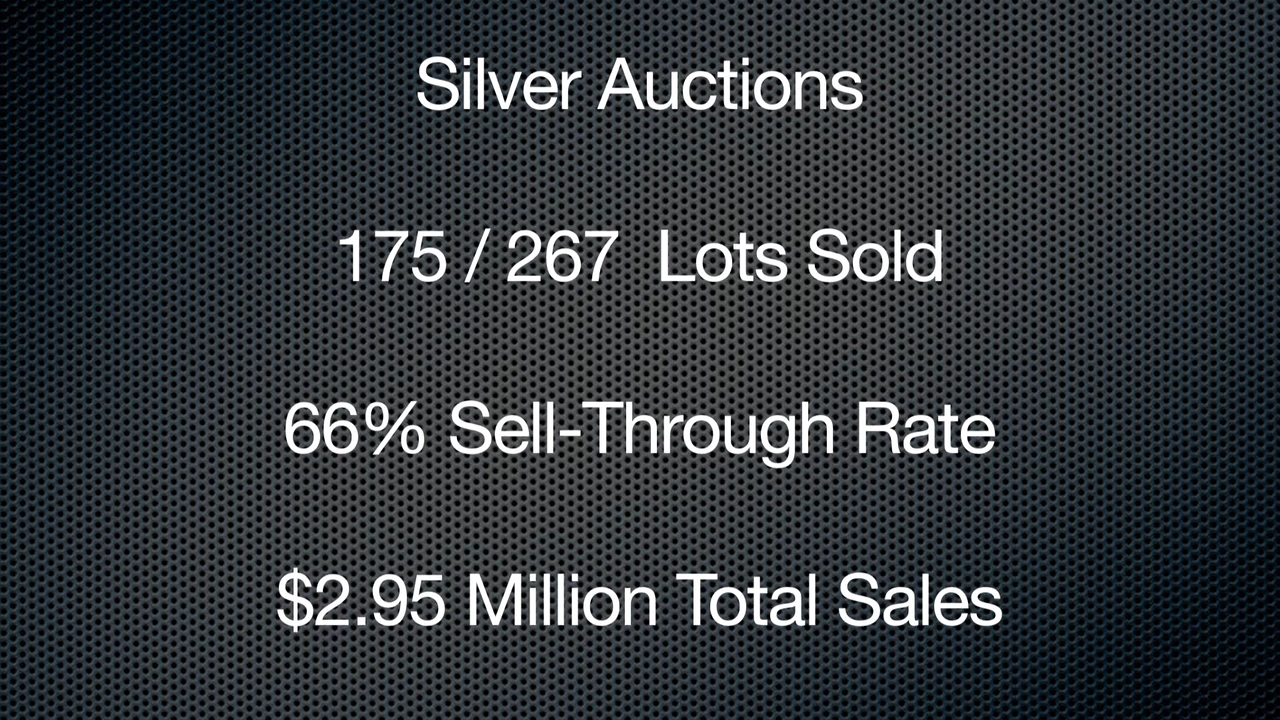 Silver Auctions
175 / 267 Lots Sold
66% Sell-Through Rate
$2.95 Million Total Sales